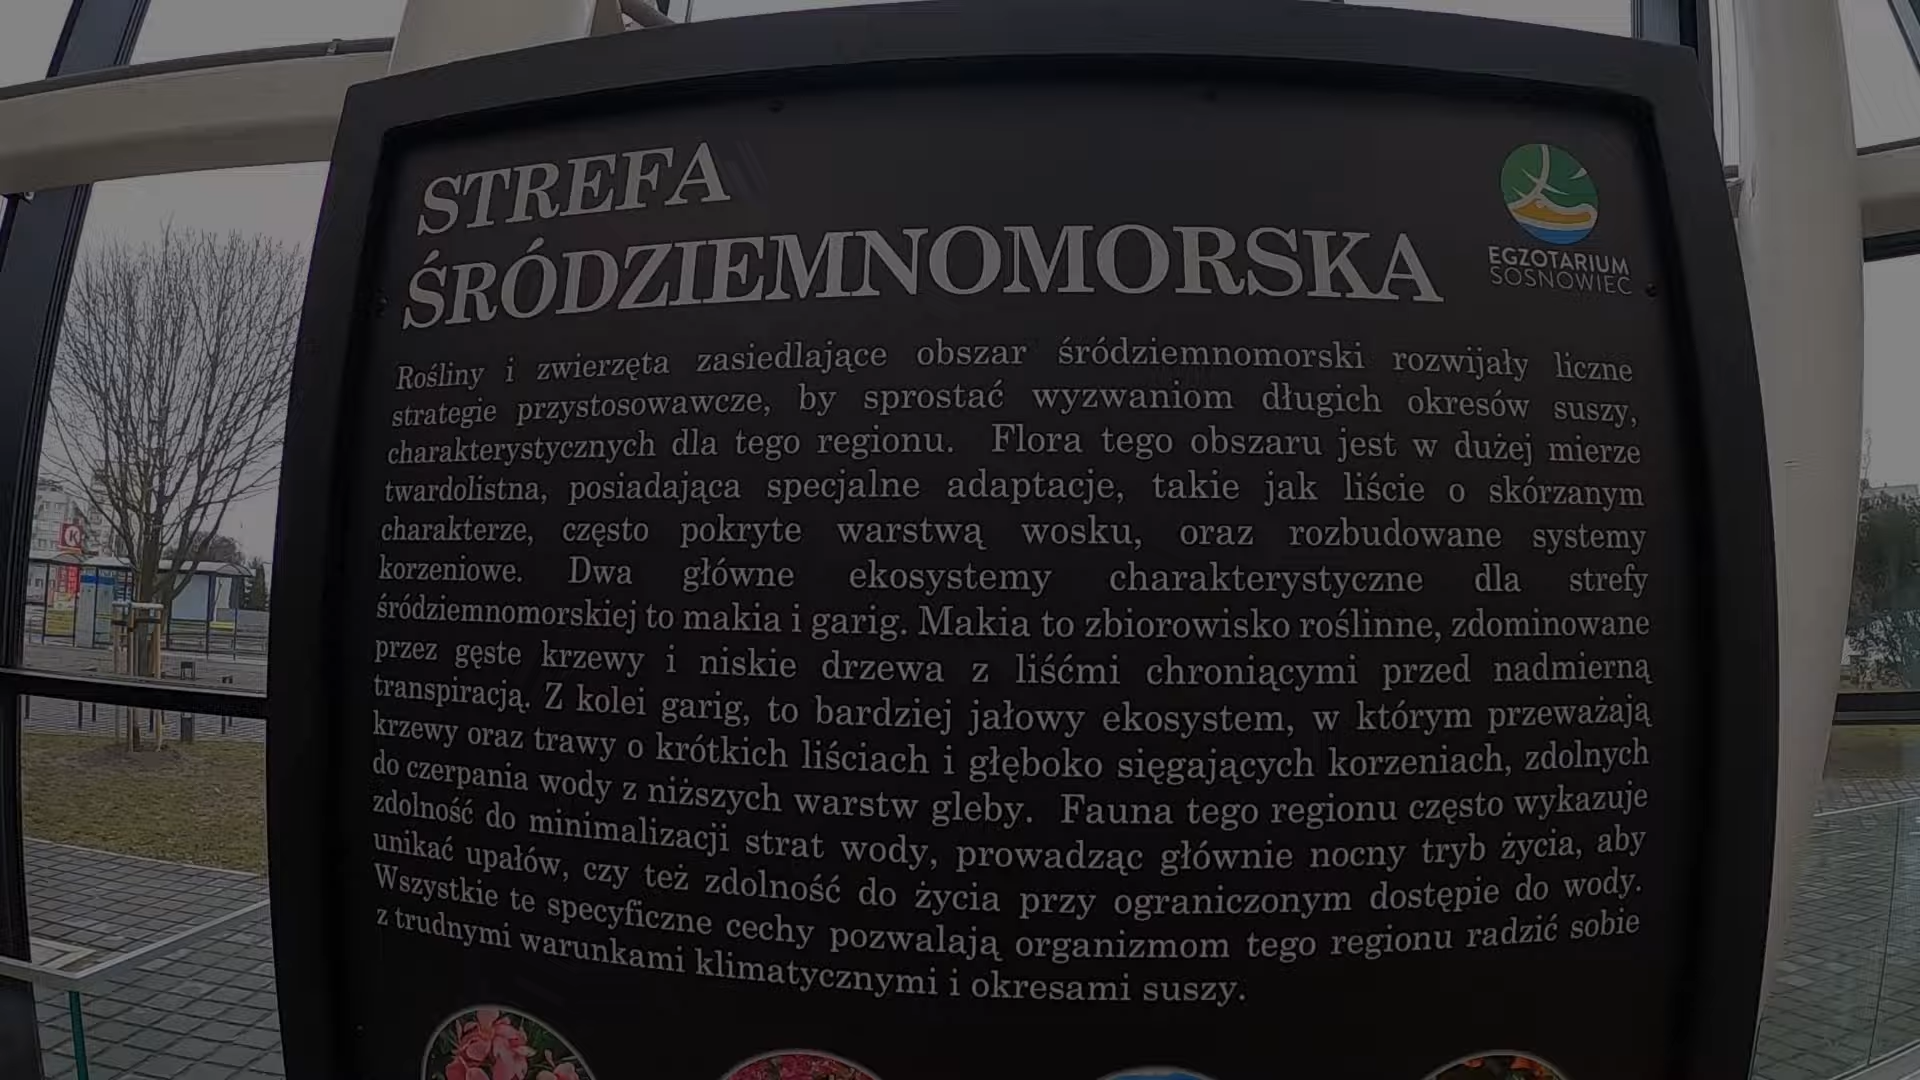 STREFA
ŚRÓDZIEMNOMORSKA
EGZOTARIUM
SOSNOWIEC
Rośliny i zwierzęta zasiedlające obszar śródziemnomorski rozwijały liczne
strategie przystosowawcze, by sprostać wyzwaniom długich okresów suszy,
charakterystycznych dla tego regionu. Flora tego obszaru jest w dużej mierze
twardolistna, posiadająca specjalne adaptacje, takie jak liście o skórzanym
charakterze, często pokryte warstwą wosku, oraz rozbudowane systemy
korzeniowe. Dwa główne ekosystemy charakterystyczne dla strefy
śródziemnomorskiej to makia i garig. Makia to zbiorowisko roślinne, zdominowane
przez gęste krzewy i niskie drzewa z liśćmi chroniącymi przed nadmierną
transpiracją. Z kolei garig, to bardziej jałowy ekosystem, w którym przeważają
krzewy oraz trawy o krótkich liściach i głęboko sięgających korzeniach, zdolnych
do czerpania wody z niższych warstw gleby. Fauna tego regionu często wykazuje
zdolność do minimalizacji strat wody, prowadząc głównie nocny tryb życia, aby
unikać upałów, czy też zdolność do życia przy ograniczonym dostępie do wody.
Wszystkie te specyficzne cechy pozwalają organizmom tego regionu radzić sobie
z trudnymi warunkami klimatycznymi i okresami suszy.
K